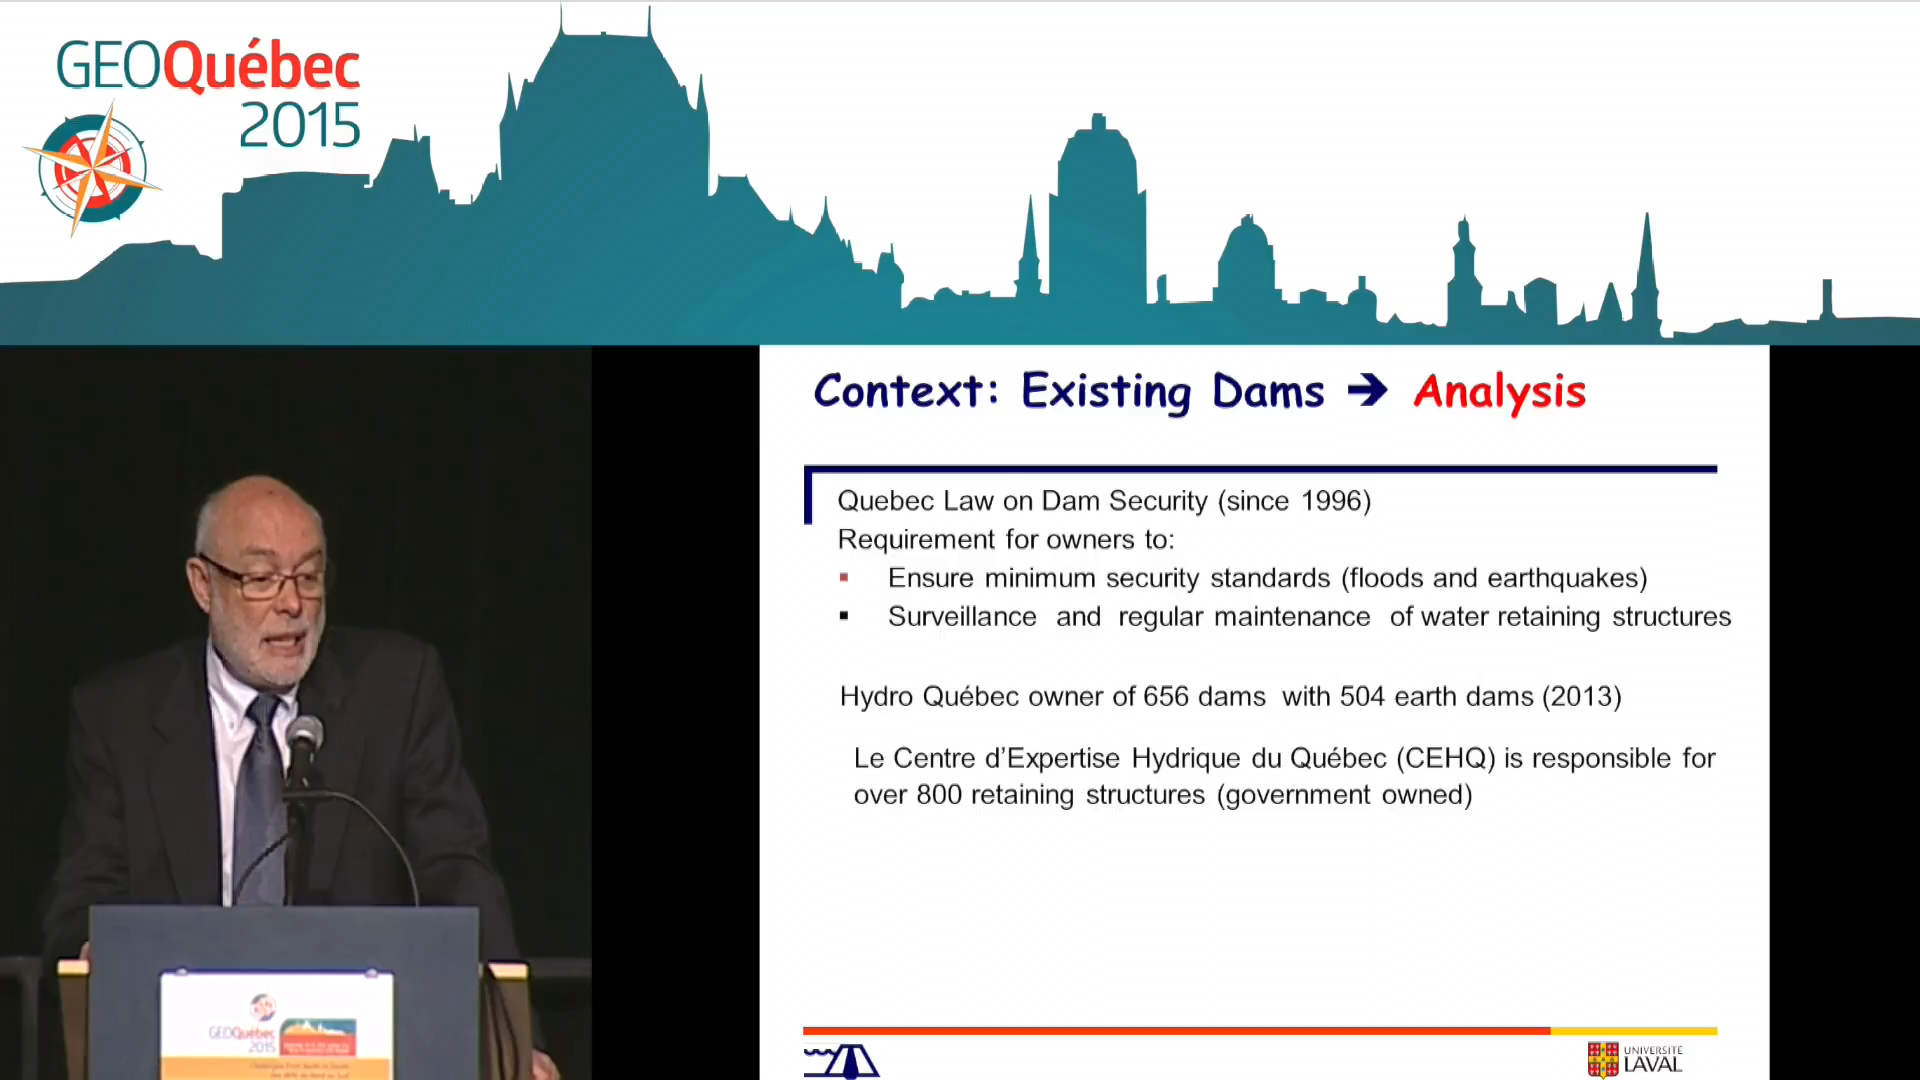 GEOQuébec
2015
Context: Existing Dams ➔ Analysis
Quebec Law on Dam Security (since 1996)
Requirement for owners to:
▪ Ensure minimum security standards (floods and earthquakes)
▪ Surveillance and regular maintenance of water retaining structures
Hydro Québec owner of 656 dams with 504 earth dams (2013)
Le Centre d'Expertise Hydrique du Québec (CEHQ) is responsible for
over 800 retaining structures (government owned)
UNIVERSITÉ
LAVAL
GEOQuébec
2015